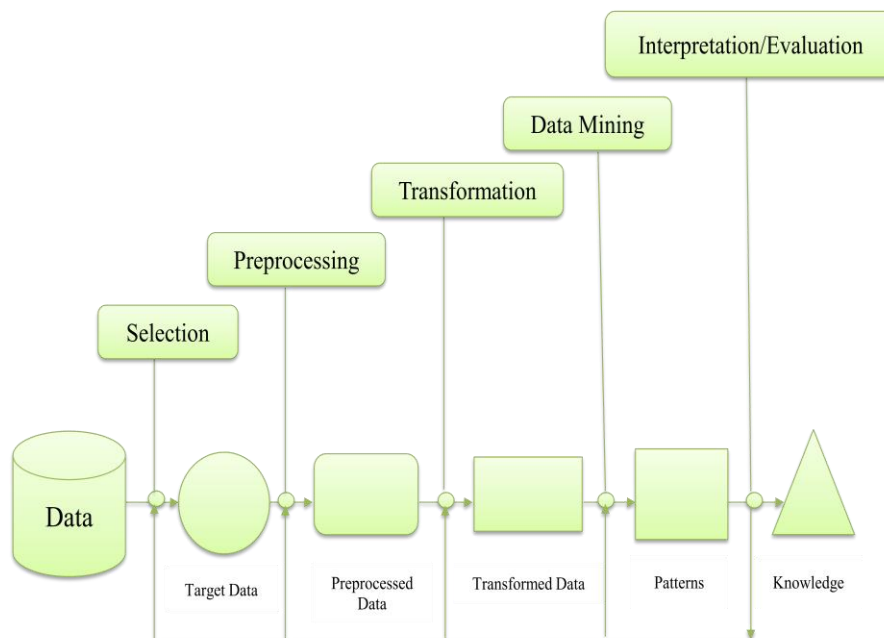 Interpretation/Evaluation
Data Mining
Transformation
Preprocessing
Selection
Data
Target Data
Preprocessed
Data
Transformed Data
Patterns
Knowledge